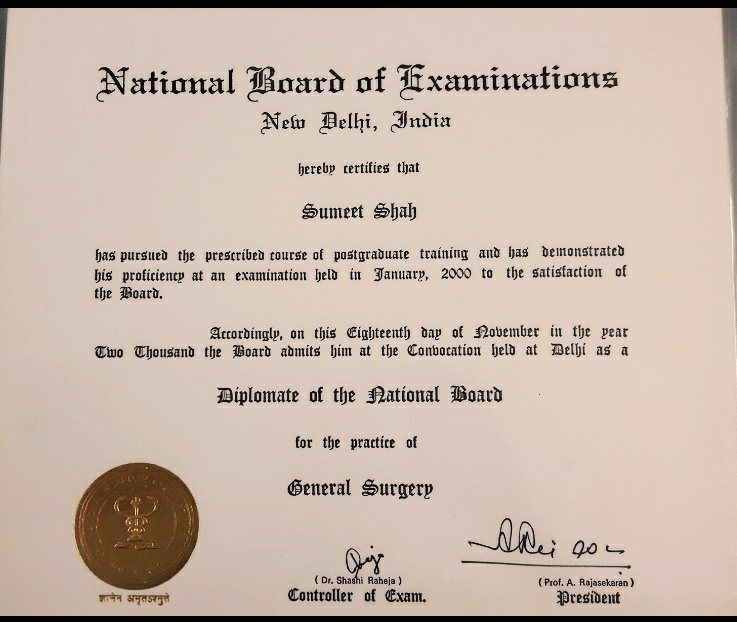 National Board of Examinations
New Delhi, India
hereby certifies that
Sumeet Shah
has pursued the prescribed course of postgraduate training and has demonstrated
his proficiency at an examination held in January, 2000 to the satisfaction of
the Board.
Accordingly, on this Eighteenth day of November in the year
Two Thousand the Board admits him at the Convocation held at Delhi as a
Diplomate of the National Board
for the practice of
General Surgery
( Dr. Shashi Raheja )
Controller of Exam.
( Prof. A. Rajasekaran )
President